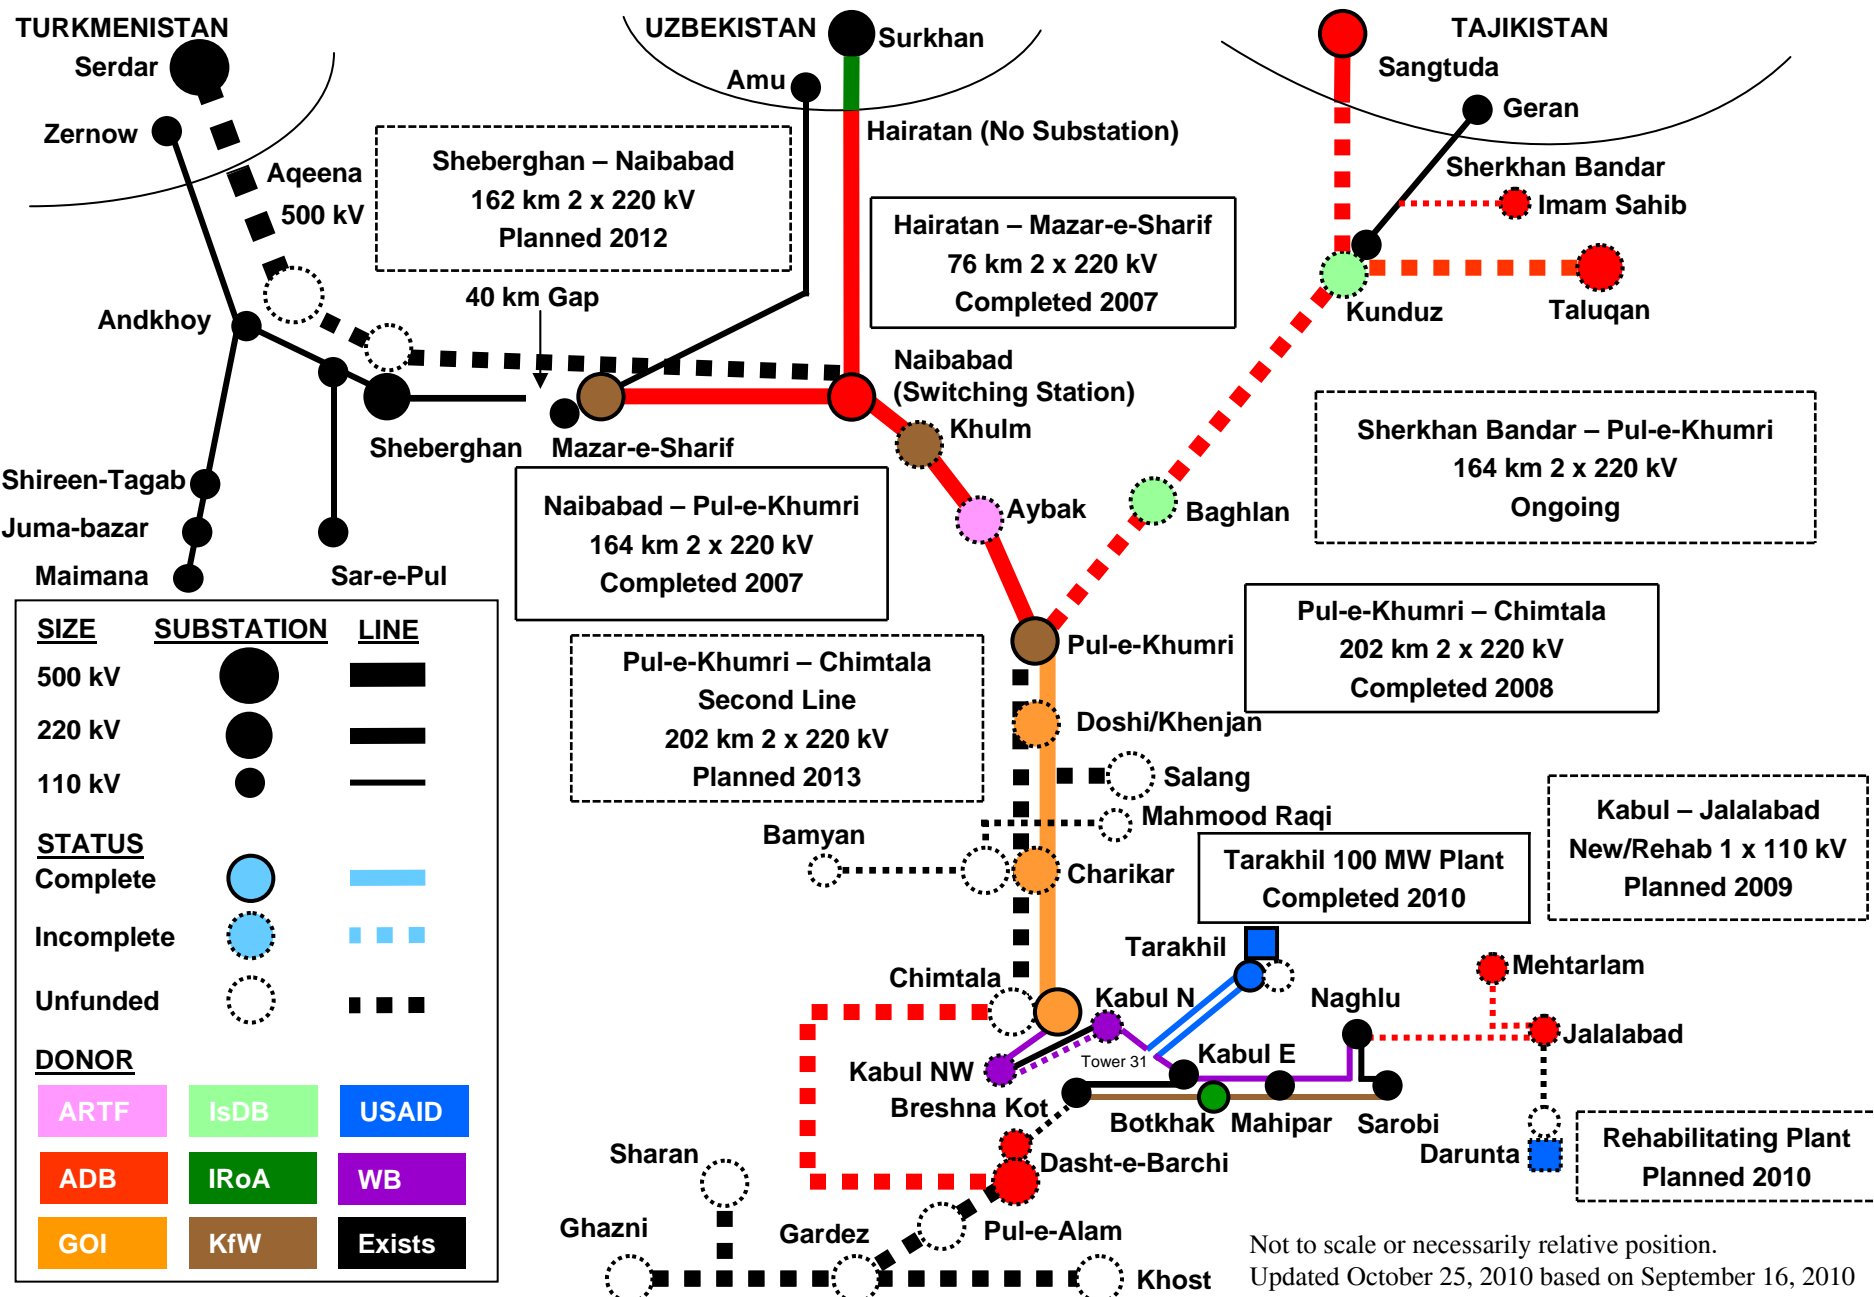 TURKMENISTAN
UZBEKISTAN
TAJIKISTAN
Serdar
Surkhan
Sangtuda
Amu
Zernow
Geran
Hairatan (No Substation)
Aqeena
500 kV
Sheberghan – Naibabad
162 km 2 x 220 kV
Planned 2012
Sherkhan Bandar
Imam Sahib
Hairatan – Mazar-e-Sharif
76 km 2 x 220 kV
Completed 2007
40 km Gap
Andkhoy
Kunduz
Taluqan
Naibabad
(Switching Station)
Sheberghan
Mazar-e-Sharif
Khulm
Sherkhan Bandar – Pul-e-Khumri
164 km 2 x 220 kV
Ongoing
Shireen-Tagab
Juma-bazar
Maimana
Sar-e-Pul
Naibabad – Pul-e-Khumri
164 km 2 x 220 kV
Completed 2007
Aybak
Baghlan
Pul-e-Khumri
Pul-e-Khumri – Chimtala
202 km 2 x 220 kV
Completed 2008
Pul-e-Khumri – Chimtala
Second Line
202 km 2 x 220 kV
Planned 2013
Doshi/Khenjan
Salang
Mahmood Raqi
Bamyan
Charikar
Tarakhil 100 MW Plant
Completed 2010
Kabul – Jalalabad
New/Rehab 1 x 110 kV
Planned 2009
Tarakhil
Chimtala
Kabul N
Naghlu
Mehtarlam
Jalalabad
Kabul NW
Tower 31
Kabul E
Breshna Kot
Botkhak
Mahipar
Sarobi
Darunta
Rehabilitating Plant
Planned 2010
Sharan
Dasht-e-Barchi
Ghazni
Gardez
Pul-e-Alam
Khost
SIZE SUBSTATION LINE
500 kV
220 kV
110 kV
STATUS
Complete
Incomplete
Unfunded
DONOR
ARTF IsDB USAID
ADB IRoA WB
GOI KfW Exists
Not to scale or necessarily relative position.
Updated October 25, 2010 based on September 16, 2010